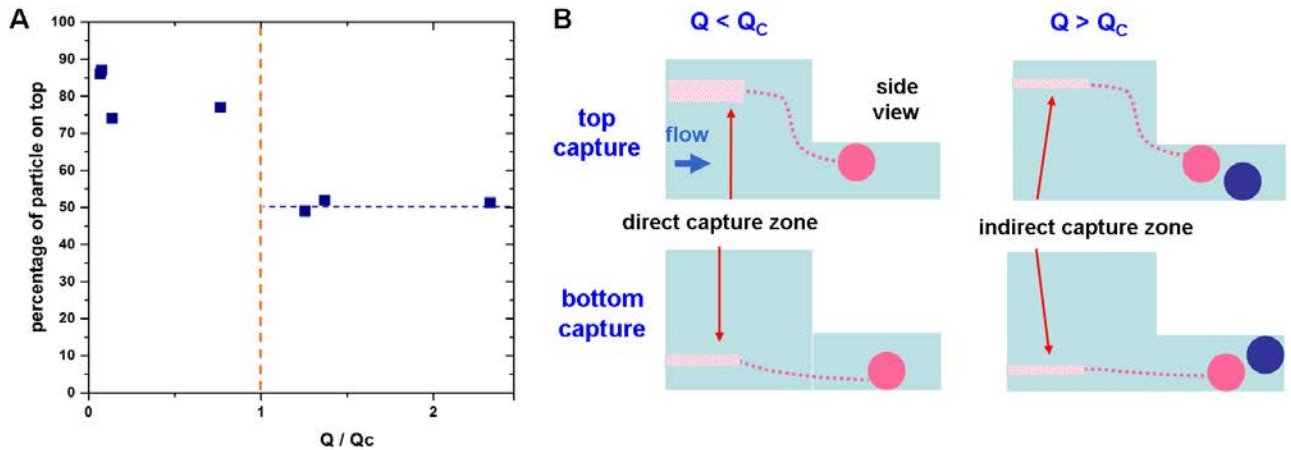 A
percentage of particle on top
100
90
80
70
60
50
40
30
20
10
0
0
1
2
Q / Qc
B
Q < QC
Q > QC
top
capture
flow
side
view
direct capture zone
indirect capture zone
bottom
capture